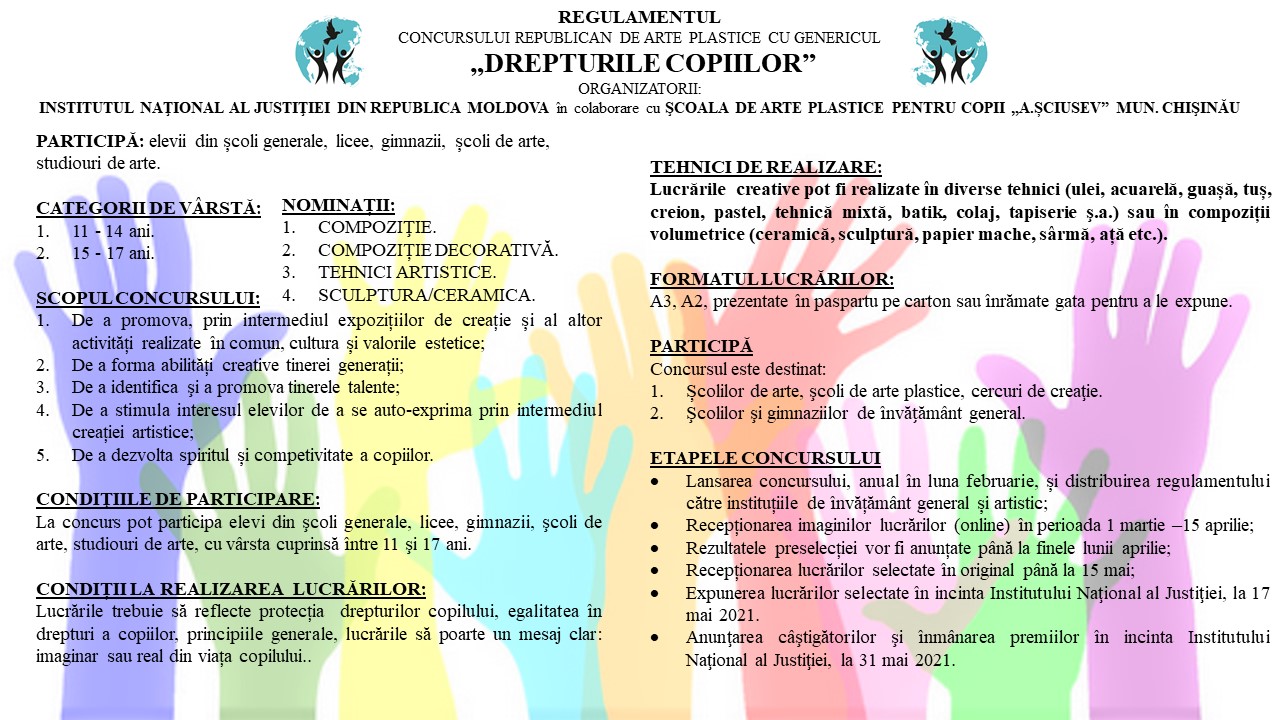 REGULAMENTUL
CONCURSULUI REPUBLICAN DE ARTE PLASTICE CU GENERICUL
„DREPTURILE COPIILOR”
ORGANIZATORII:
INSTITUTUL NAŢIONAL AL JUSTIŢIEI DIN REPUBLICA MOLDOVA în colaborare cu ŞCOALA DE ARTE PLASTICE PENTRU COPII „A.ȘCIUSEV” MUN. CHIŞINĂU
PARTICIPĂ: elevii din școli generale, licee, gimnazii, școli de arte,
studiouri de arte.
CATEGORII DE VÂRSTĂ:
1. 11 - 14 ani.
2. 15 - 17 ani.
NOMINAȚII:
1. COMPOZIŢIE.
2. COMPOZIȚIE DECORATIVĂ.
3. TEHNICI ARTISTICE.
4. SCULPTURA/CERAMICA.
SCOPUL CONCURSULUI:
1. De a promova, prin intermediul expozițiilor de creație și al altor
activități realizate în comun, cultura și valorile estetice;
2. De a forma abilități creative tinerei generații;
3. De a identifica și a promova tinerele talente;
4. De a stimula interesul elevilor de a se auto-exprima prin intermediul
creației artistice;
5. De a dezvolta spiritul și competivitate a copiilor.
CONDIȚIILE DE PARTICIPARE:
La concurs pot participa elevi din şcoli generale, licee, gimnazii, şcoli de
arte, studiouri de arte, cu vârsta cuprinsă între 11 şi 17 ani.
CONDIȚII LA REALIZAREA LUCRĂRILOR:
Lucrările trebuie să reflecte protecția drepturilor copilului, egalitatea în
drepturi a copiilor, principiile generale, lucrările să poarte un mesaj clar:
imaginar sau real din viața copilului..
TEHNICI DE REALIZARE:
Lucrările creative pot fi realizate în diverse tehnici (ulei, acuarelă, guașă, tuș,
creion, pastel, tehnică mixtă, batik, colaj, tapiserie ş.a.) sau în compoziții
volumetrice (ceramică, sculptură, papier mache, sârmă, ață etc.).
FORMATUL LUCRĂRILOR:
A3, A2, prezentate în paspartu pe carton sau înrămate gata pentru a le expune.
PARTICIPĂ
Concursul este destinat:
1. Școlilor de arte, şcoli de arte plastice, cercuri de creaţie.
2. Şcolilor şi gimnaziilor de învăţământ general.
ETAPELE CONCURSULUI
• Lansarea concursului, anual în luna februarie, și distribuirea regulamentului
către instituțiile de învățământ general și artistic;
• Recepționarea imaginilor lucrărilor (online) în perioada 1 martie –15 aprilie;
• Rezultatele preselecției vor fi anunțate până la finele lunii aprilie;
• Recepționarea lucrărilor selectate în original până la 15 mai;
• Expunerea lucrărilor selectate în incinta Institutului Naţional al Justiţiei, la 17
mai 2021.
• Anunţarea câştigătorilor şi înmânarea premiilor în incinta Institutului
Naţional al Justiţiei, la 31 mai 2021.